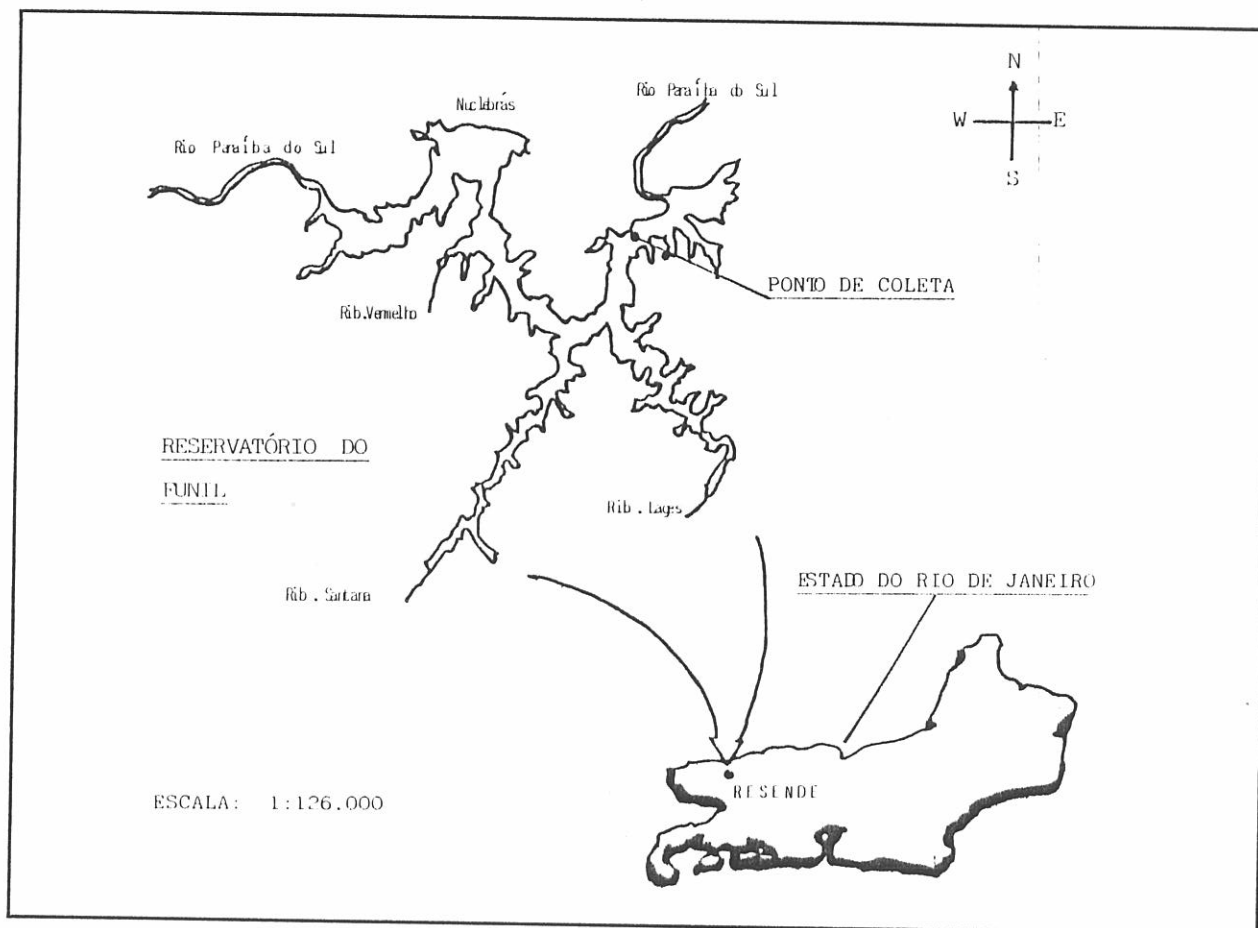 N
W E
S
Nuclebrás
Rio Paraíba do Sul
Rio Paraíba do Sul
PONTO DE COLETA
Rib. Vermelho
RESERVATÓRIO DO
FUNIL
Rib. Lages
Rib. Santana
ESTADO DO RIO DE JANEIRO
RESENDE
ESCALA: 1:126.000